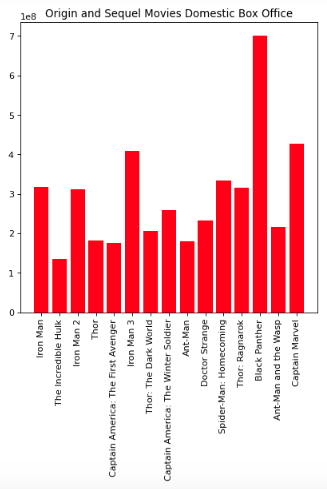 Origin and Sequel Movies Domestic Box Office
1e8
7
6
5
4
3
2
1
0
Iron Man
The Incredible Hulk
Iron Man 2
Thor
Captain America: The First Avenger
Iron Man 3
Thor: The Dark World
Captain America: The Winter Soldier
Ant-Man
Doctor Strange
Spider-Man: Homecoming
Thor: Ragnarok
Black Panther
Ant-Man and the Wasp
Captain Marvel